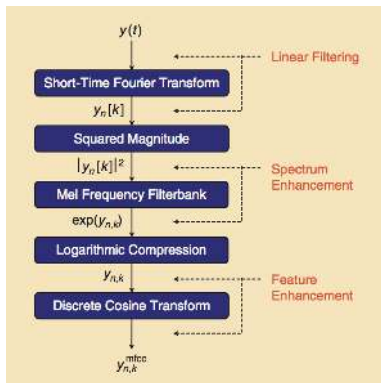 y(t)
Linear Filtering
Short-Time Fourier Transform
yₙ[k]
Squared Magnitude
|yₙ[k]|²
Spectrum
Enhancement
Mel Frequency Filterbank
exp(yₙ,ₖ)
Logarithmic Compression
yₙ,ₖ
Feature
Enhancement
Discrete Cosine Transform
yₙ,ₖ^mfcc